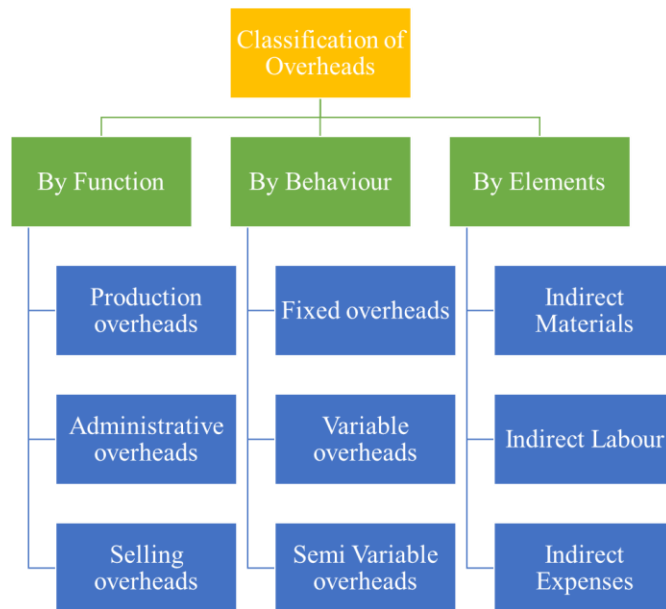 Classification of
Overheads
By Function
By Behaviour
By Elements
Production
overheads
Fixed overheads
Indirect
Materials
Administrative
overheads
Variable
overheads
Indirect Labour
Selling
overheads
Semi Variable
overheads
Indirect
Expenses